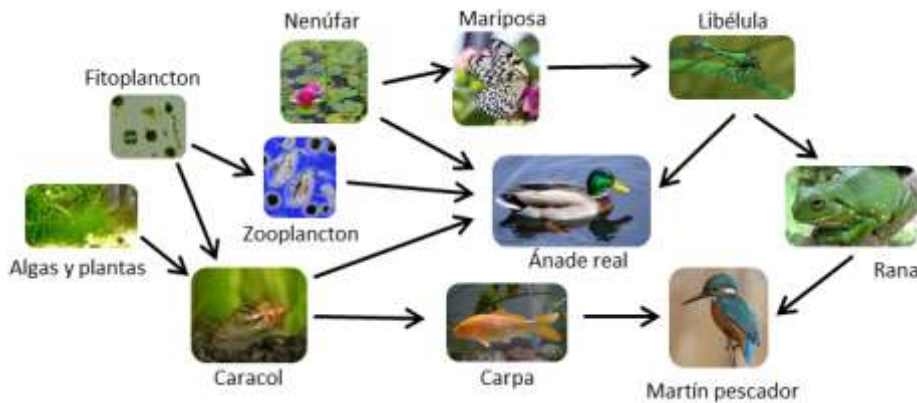 Nenúfar
Mariposa
Libélula
Fitoplancton
Zooplancton
Algas y plantas
Ánade real
Rana
Caracol
Carpa
Martín pescador